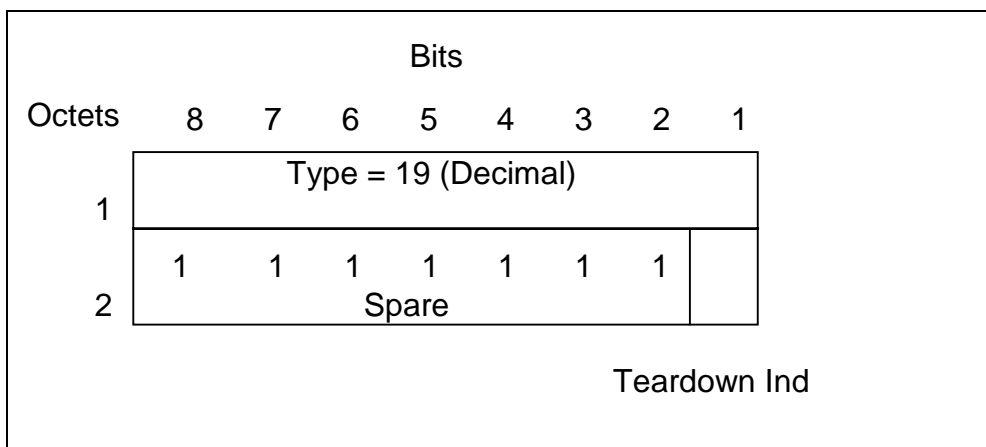 Bits
Octets 8 7 6 5 4 3 2 1
Type = 19 (Decimal)
1
1 1 1 1 1 1 1
2 Spare
Teardown Ind